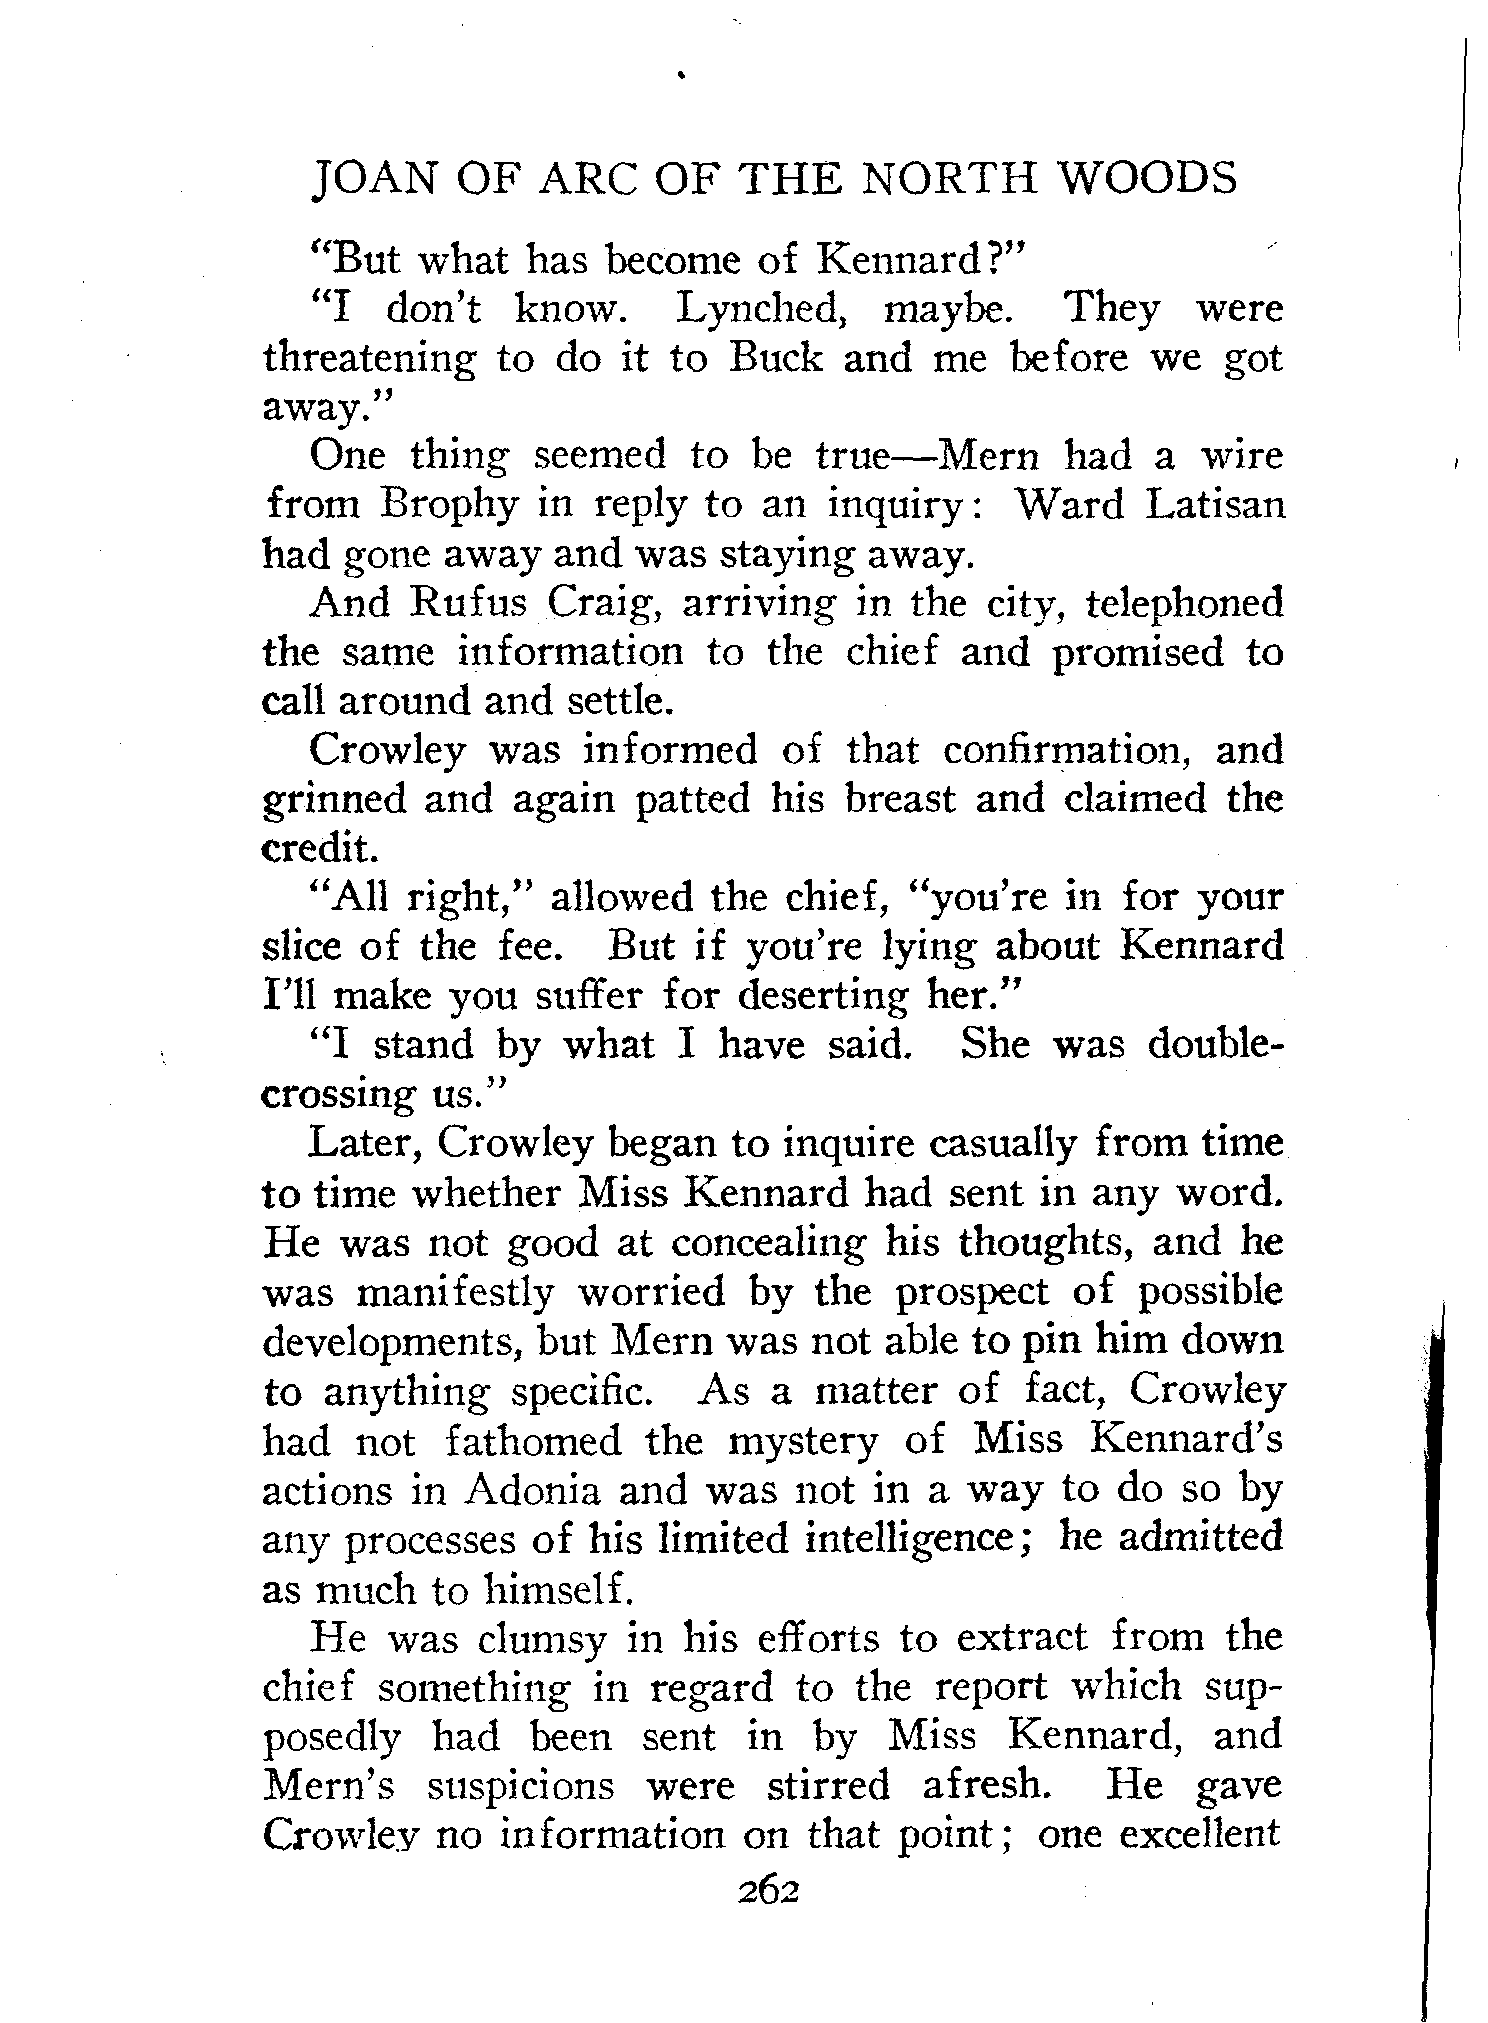 JOAN OF ARC OF THE NORTH WOODS
“But what has become of Kennard?”
“I don’t know. Lynched, maybe. They were
threatening to do it to Buck and me before we got
away.”
One thing seemed to be true—Mern had a wire
from Brophy in reply to an inquiry: Ward Latisan
had gone away and was staying away.
And Rufus Craig, arriving in the city, telephoned
the same information to the chief and promised to
call around and settle.
Crowley was informed of that confirmation, and
grinned and again patted his breast and claimed the
credit.
“All right,” allowed the chief, “you’re in for your
slice of the fee. But if you’re lying about Kennard
I’ll make you suffer for deserting her.”
“I stand by what I have said. She was double-
crossing us.”
Later, Crowley began to inquire casually from time
to time whether Miss Kennard had sent in any word.
He was not good at concealing his thoughts, and he
was manifestly worried by the prospect of possible
developments, but Mern was not able to pin him down
to anything specific. As a matter of fact, Crowley
had not fathomed the mystery of Miss Kennard’s
actions in Adonia and was not in a way to do so by
any processes of his limited intelligence; he admitted
as much to himself.
He was clumsy in his efforts to extract from the
chief something in regard to the report which sup-
posedly had been sent in by Miss Kennard, and
Mern’s suspicions were stirred afresh. He gave
Crowley no information on that point; one excellent
262